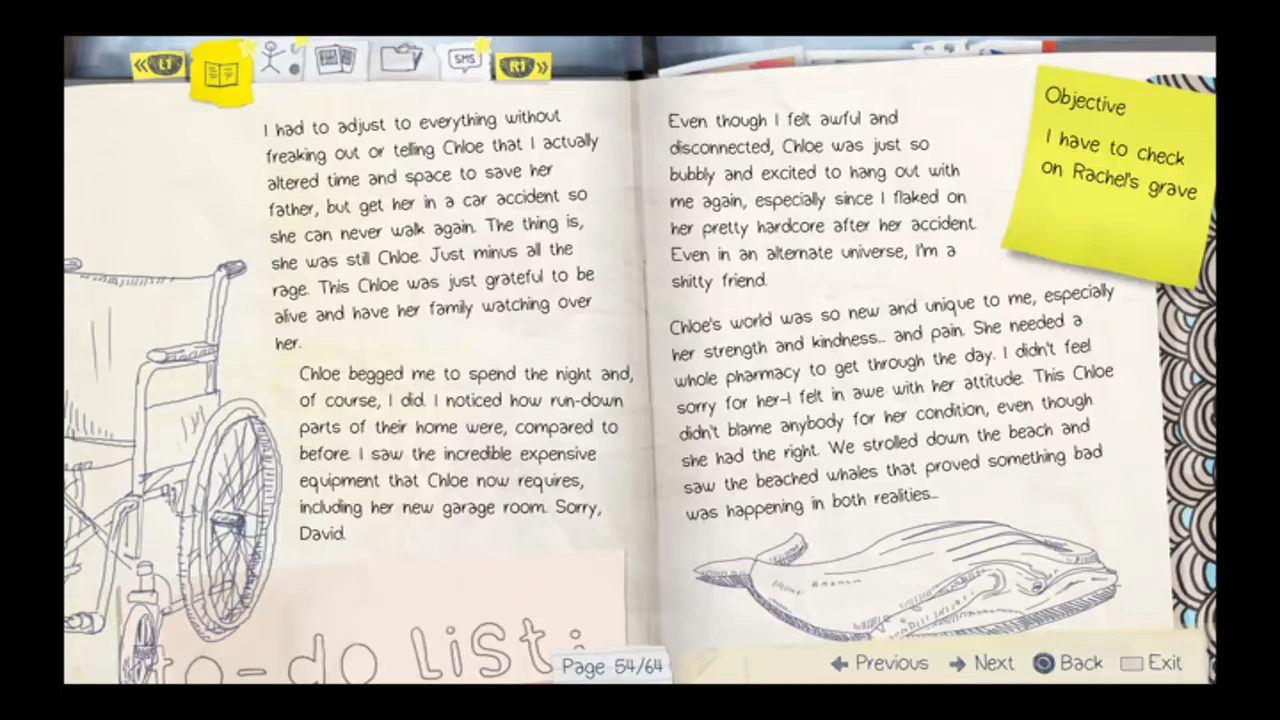 L1
SMS
R1
I had to adjust to everything without
freaking out or telling Chloe that I actually
altered time and space to save her
father, but get her in a car accident so
she can never walk again. The thing is,
she was still Chloe. Just minus all the
rage. This Chloe was just grateful to be
alive and have her family watching over
her.
Chloe begged me to spend the night and,
of course, I did. I noticed how run-down
parts of their home were, compared to
before. I saw the incredible expensive
equipment that Chloe now requires,
including her new garage room. Sorry,
David.
to-do list:
Page 54/64
Even though I felt awful and
disconnected, Chloe was just so
bubbly and excited to hang out with
me again, especially since I flaked on
her pretty hardcore after her accident.
Even in an alternate universe, I'm a
shitty friend.
Chloe's world was so new and unique to me, especially
her strength and kindness... and pain. She needed a
whole pharmacy to get through the day. I didn't feel
sorry for her-I felt in awe with her attitude. This Chloe
didn't blame anybody for her condition, even though
she had the right. We strolled down the beach and
saw the beached whales that proved something bad
was happening in both realities...
Objective
I have to check
on Rachel's grave
Previous
Next
Back
Exit